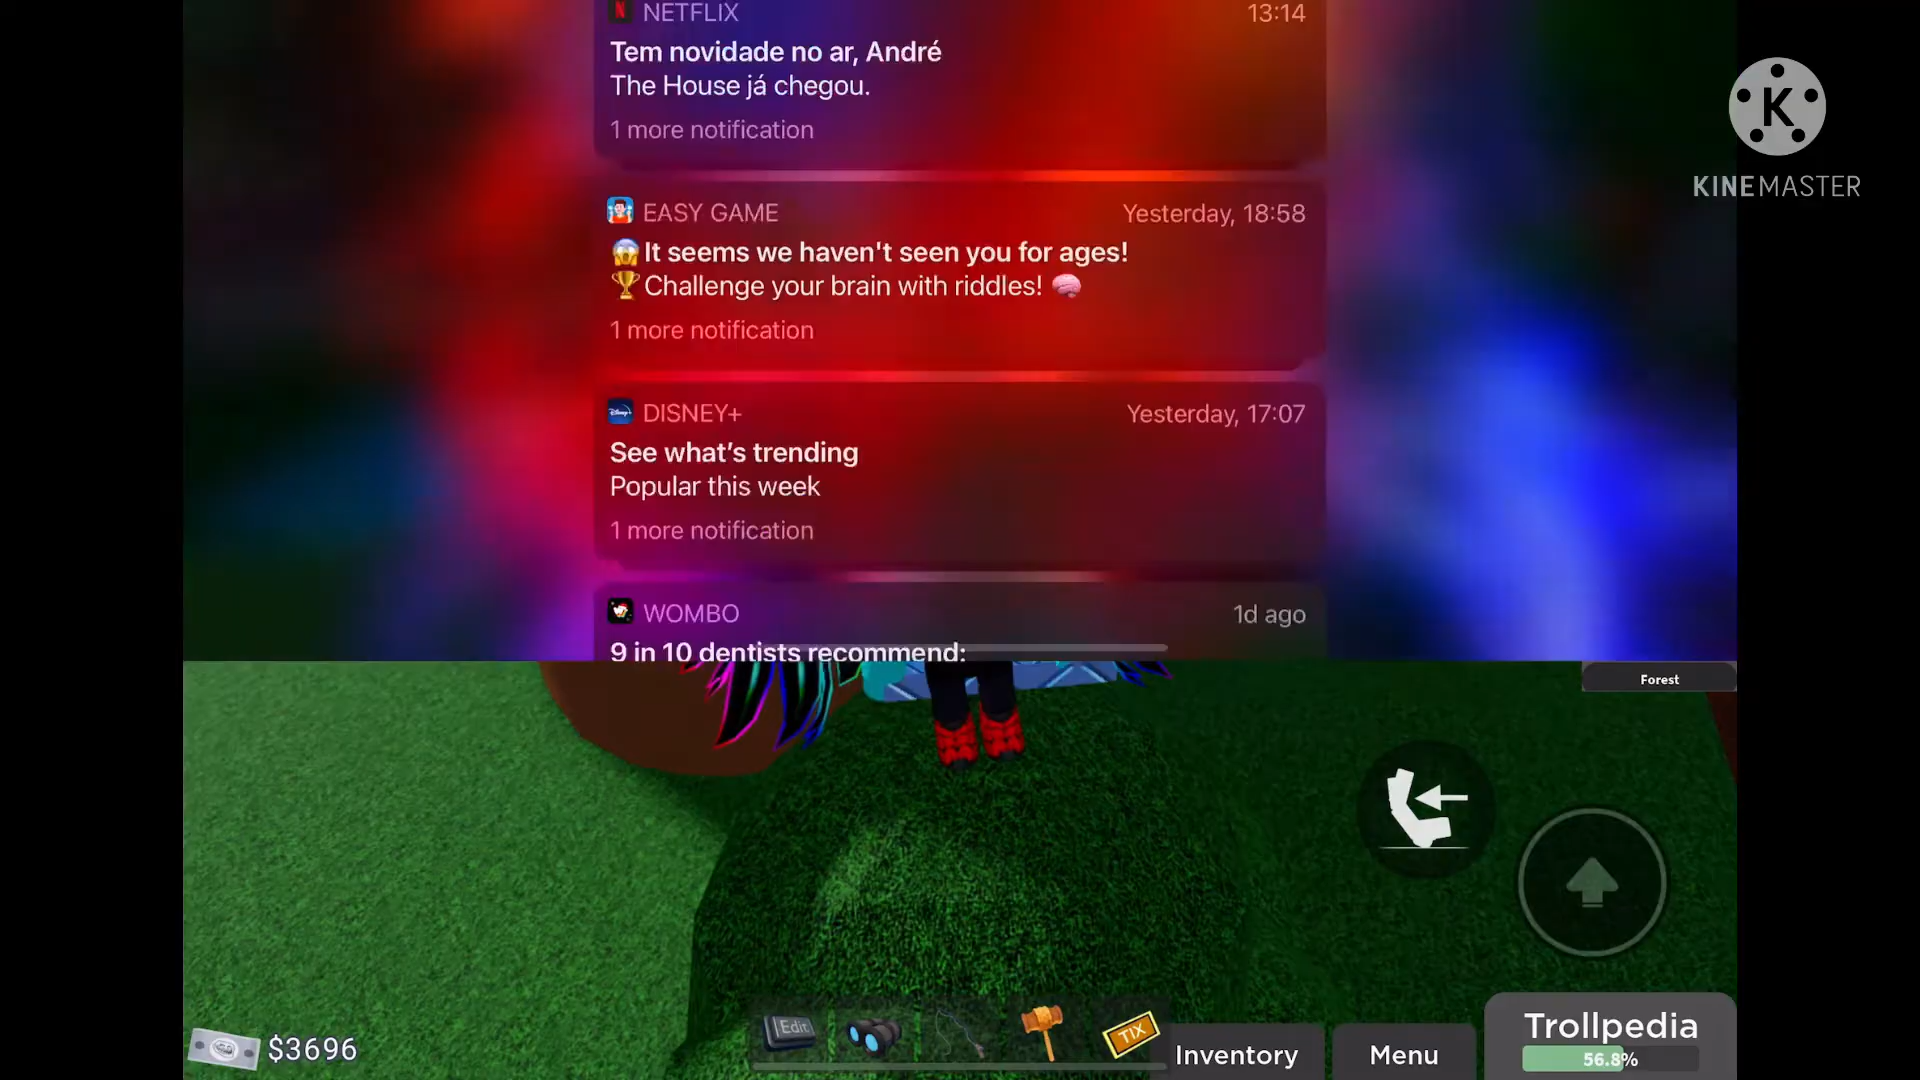 NETFLIX 13:14
Tem novidade no ar, André
The House já chegou.
1 more notification
K
KINEMASTER
EASY GAME Yesterday, 18:58
😱It seems we haven't seen you for ages!
🏆Challenge your brain with riddles! 🧠
1 more notification
DISNEY+ Yesterday, 17:07
See what's trending
Popular this week
1 more notification
WOMBO 1d ago
9 in 10 dentists recommend:
Forest
$3696
Edit
TIX
Inventory
Menu
Trollpedia
56.8%